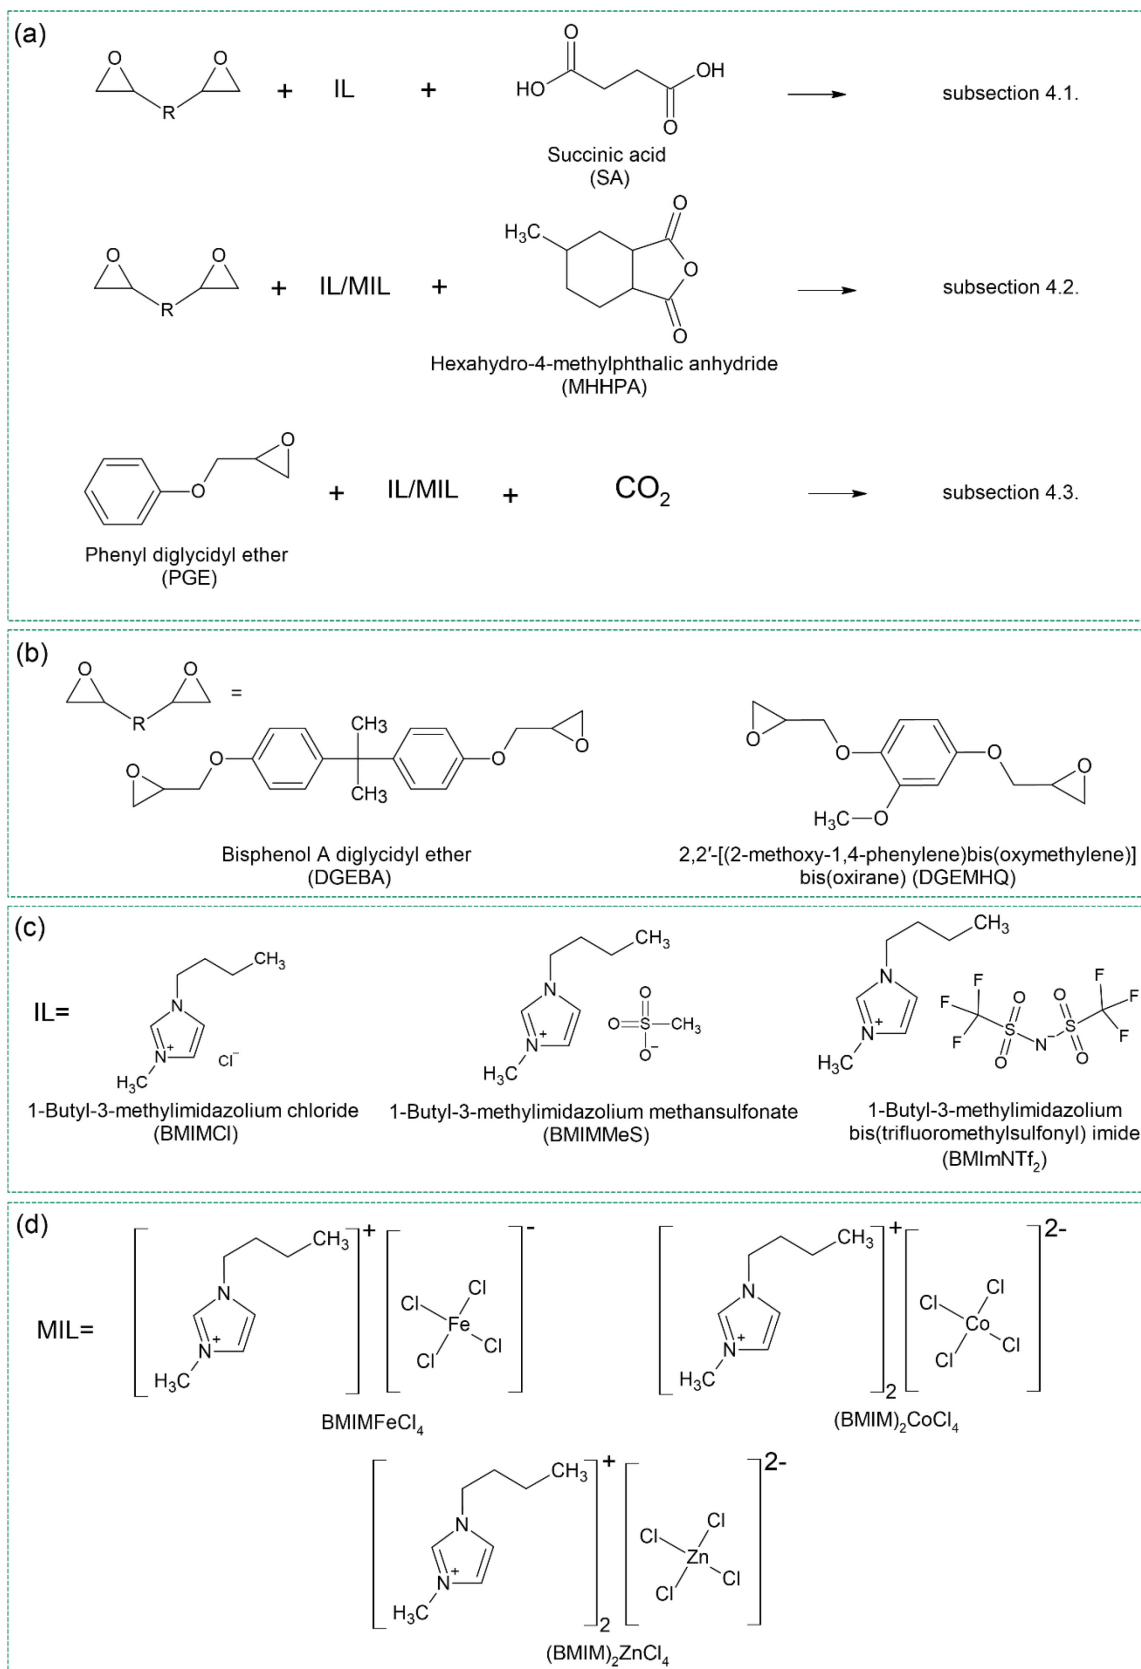 (a)
O O
R
+ IL +
O
HO
OH
O
subsection 4.1.
Succinic acid
(SA)
O O
R
+ IL/MIL +
H3C
O
O
O
subsection 4.2.
Hexahydro-4-methylphthalic anhydride
(MHHPA)
O
O
+ IL/MIL + CO2
subsection 4.3.
Phenyl diglycidyl ether
(PGE)
(b)
O O
R
=
O
O
CH3
CH3
O
O
Bisphenol A diglycidyl ether
(DGEBA)
O
O
O
O
H3C—O
2,2′-[(2-methoxy-1,4-phenylene)bis(oxymethylene)]
bis(oxirane) (DGEMHQ)
(c)
IL=
CH3
N
N+
H3C
Cl−
1-Butyl-3-methylimidazolium chloride
(BMIMCl)
CH3
N
N+
H3C
O
O=S—CH3
O−
1-Butyl-3-methylimidazolium methansulfonate
(BMIMMeS)
CH3
N
N+
H3C
F F
F
O
S
O
N−
O
S
O
F
F
F
1-Butyl-3-methylimidazolium
bis(trifluoromethylsulfonyl) imide
(BMImNTf2)
(d)
MIL=
CH3
N
N+
H3C
+
Cl Cl
Fe
Cl Cl
-
BMIMFeCl4
CH3
N
N+
H3C
+
2
Cl Cl
Co
Cl Cl
2-
(BMIM)2CoCl4
CH3
N
N+
H3C
+
2
Cl Cl
Zn
Cl Cl
2-
(BMIM)2ZnCl4